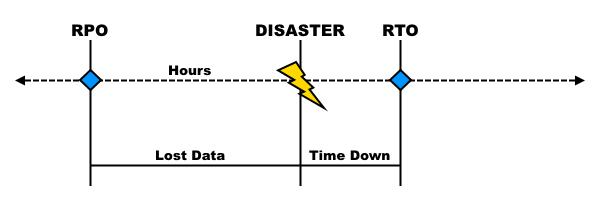 RPO
DISASTER
RTO
Hours
Lost Data
Time Down